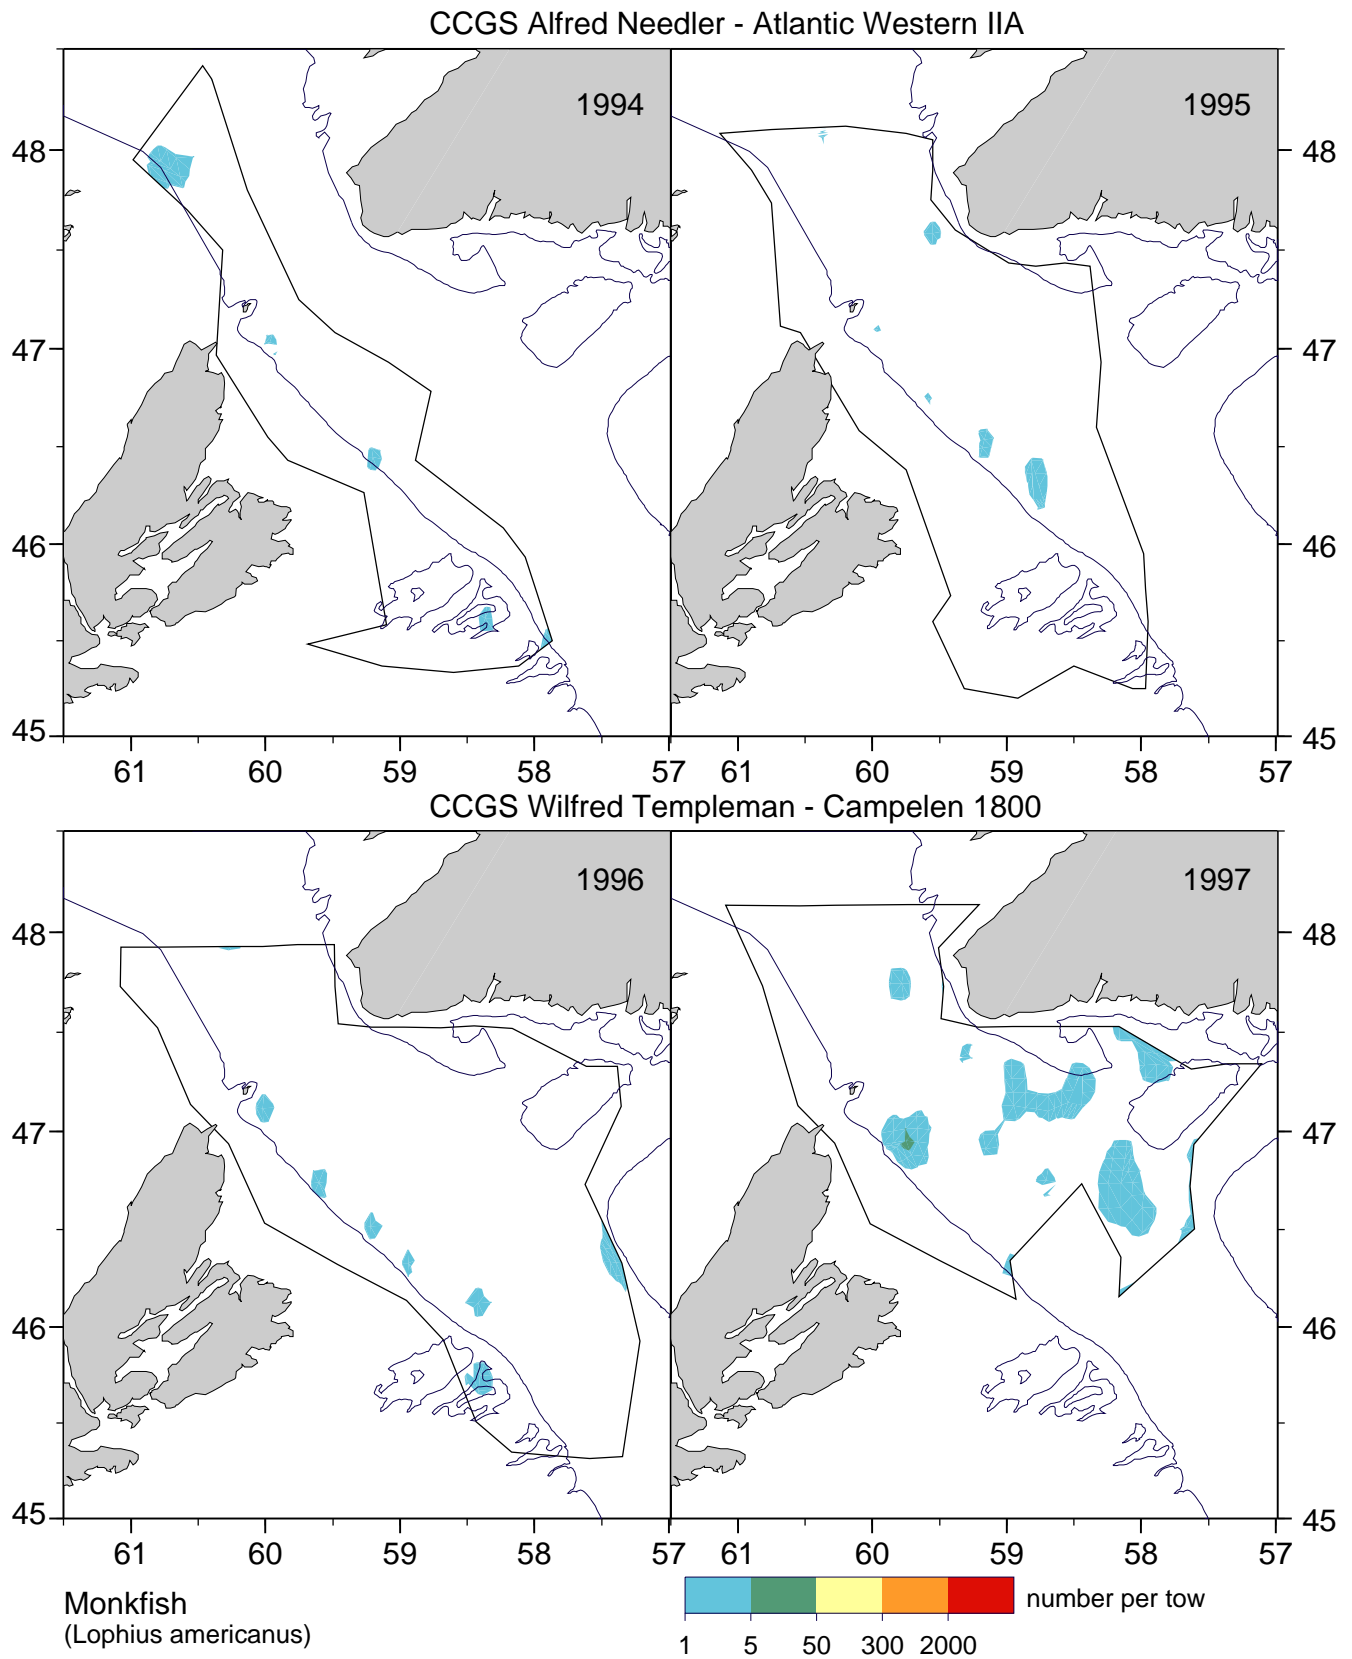 CCGS Alfred Needler - Atlantic Western IIA
1994
1995
48
48
47
47
46
46
45
45
61 60 59 58 57
61 60 59 58 57
CCGS Wilfred Templeman - Campelen 1800
1996
1997
48
48
47
47
46
46
45
45
61 60 59 58 57
61 60 59 58 57
Monkfish
(Lophius americanus)
number per tow
1 5 50 300 2000